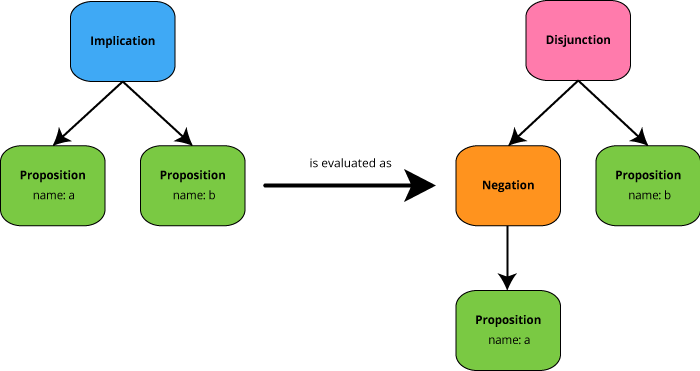 Implication
Disjunction
Proposition
name: a
Proposition
name: b
is evaluated as
Negation
Proposition
name: b
Proposition
name: a